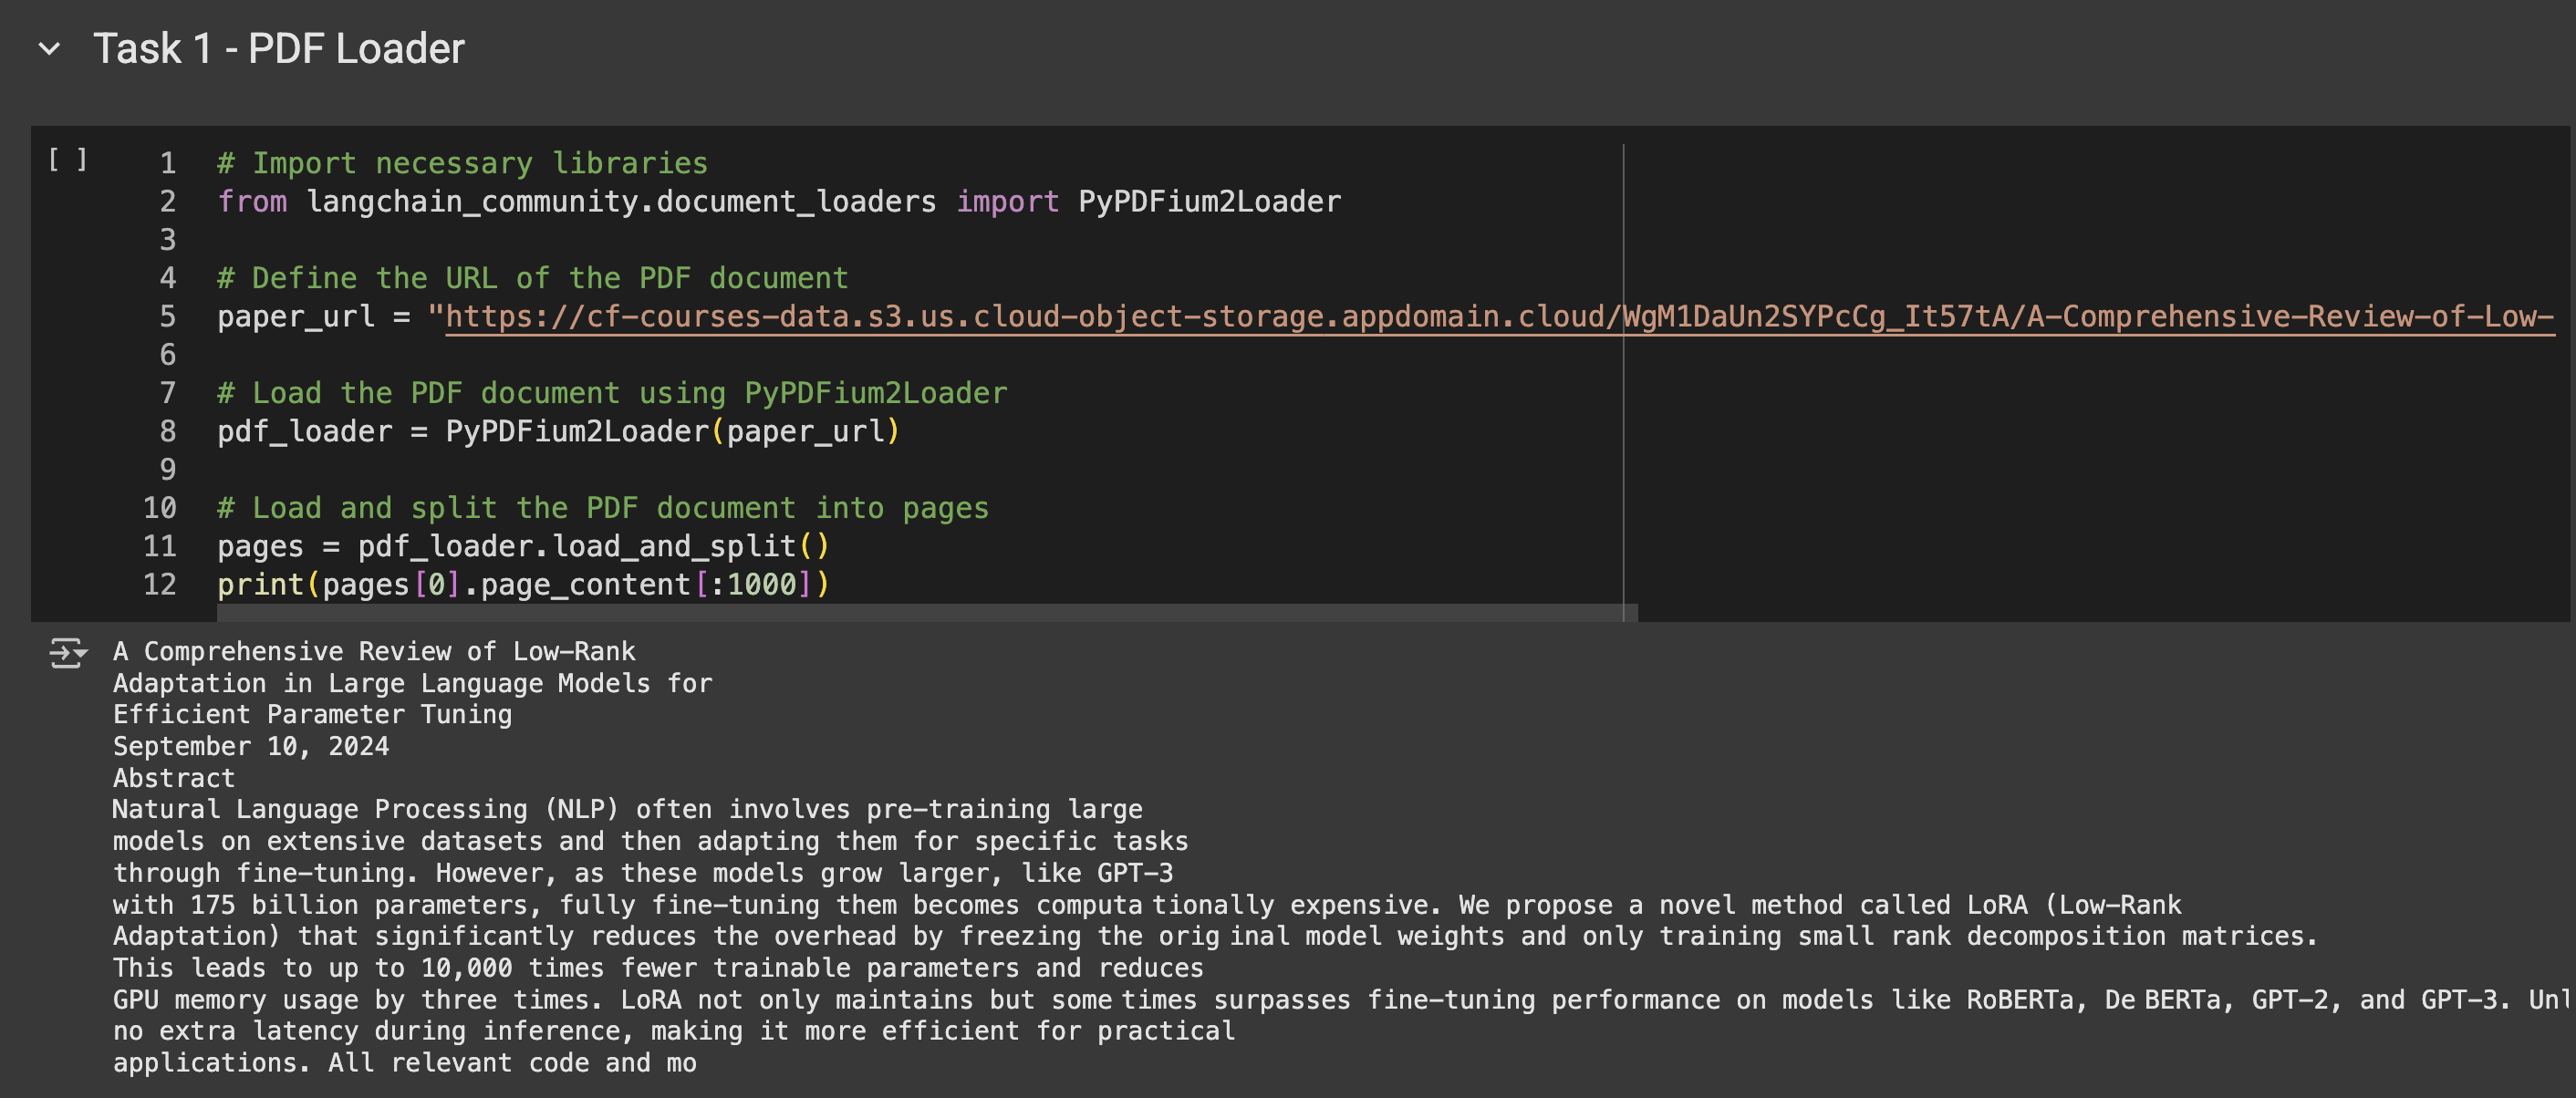 Task 1 - PDF Loader
[ ]
1 # Import necessary libraries
2 from langchain_community.document_loaders import PyPDFium2Loader
3
4 # Define the URL of the PDF document
5 paper_url = "https://cf-courses-data.s3.us.cloud-object-storage.appdomain.cloud/WgM1DaUn2SYPcCg_It57tA/A-Comprehensive-Review-of-Low-
6
7 # Load the PDF document using PyPDFium2Loader
8 pdf_loader = PyPDFium2Loader(paper_url)
9
10 # Load and split the PDF document into pages
11 pages = pdf_loader.load_and_split()
12 print(pages[0].page_content[:1000])
A Comprehensive Review of Low-Rank
Adaptation in Large Language Models for
Efficient Parameter Tuning
September 10, 2024
Abstract
Natural Language Processing (NLP) often involves pre-training large
models on extensive datasets and then adapting them for specific tasks
through fine-tuning. However, as these models grow larger, like GPT-3
with 175 billion parameters, fully fine-tuning them becomes computa tionally expensive. We propose a novel method called LoRA (Low-Rank
Adaptation) that significantly reduces the overhead by freezing the orig inal model weights and only training small rank decomposition matrices.
This leads to up to 10,000 times fewer trainable parameters and reduces
GPU memory usage by three times. LoRA not only maintains but some times surpasses fine-tuning performance on models like RoBERTa, De BERTa, GPT-2, and GPT-3. Unl
no extra latency during inference, making it more efficient for practical
applications. All relevant code and mo